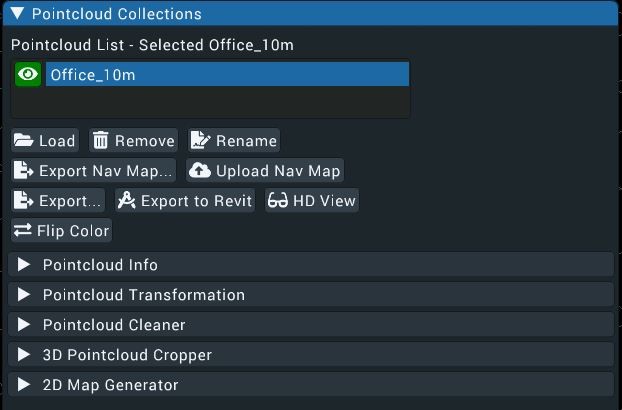 Pointcloud Collections
Pointcloud List - Selected Office_10m
Office_10m
Load Remove Rename
Export Nav Map... Upload Nav Map
Export... Export to Revit HD View
Flip Color
Pointcloud Info
Pointcloud Transformation
Pointcloud Cleaner
3D Pointcloud Cropper
2D Map Generator